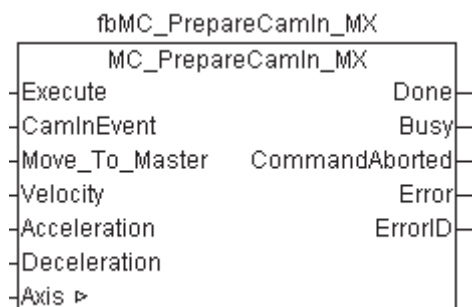 fbMC_PrepareCamIn_MX
MC_PrepareCamIn_MX
Execute Done
CamInEvent Busy
Move_To_Master CommandAborted
Velocity Error
Acceleration ErrorID
Deceleration
Axis ▹